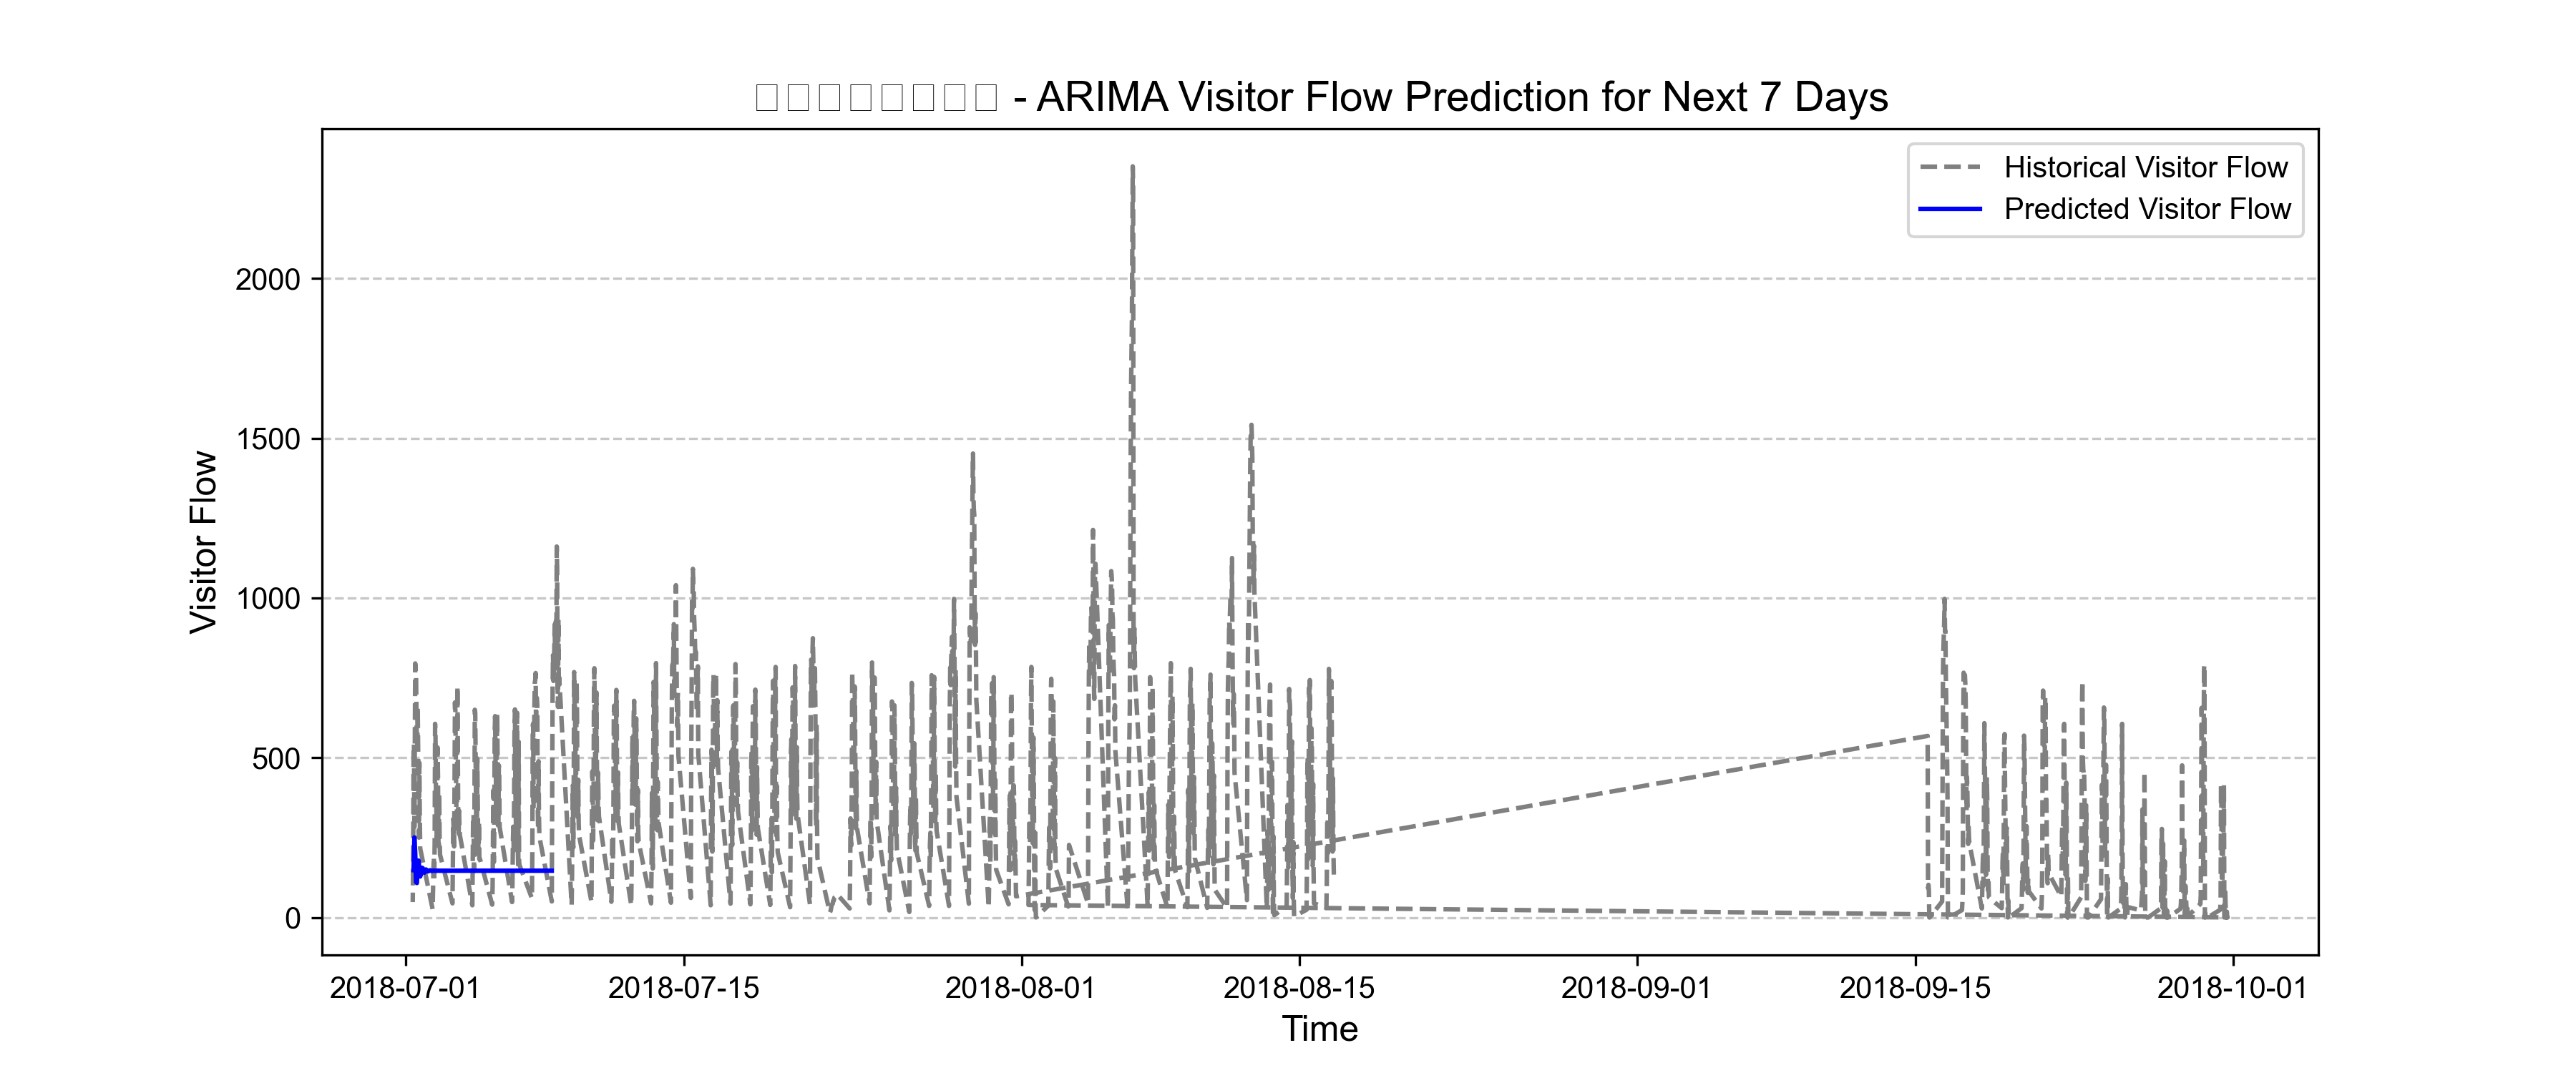 - ARIMA Visitor Flow Prediction for Next 7 Days
Historical Visitor Flow
Predicted Visitor Flow
Visitor Flow
2000
1500
1000
500
0
2018-07-01 2018-07-15 2018-08-01 2018-08-15 2018-09-01 2018-09-15 2018-10-01
Time